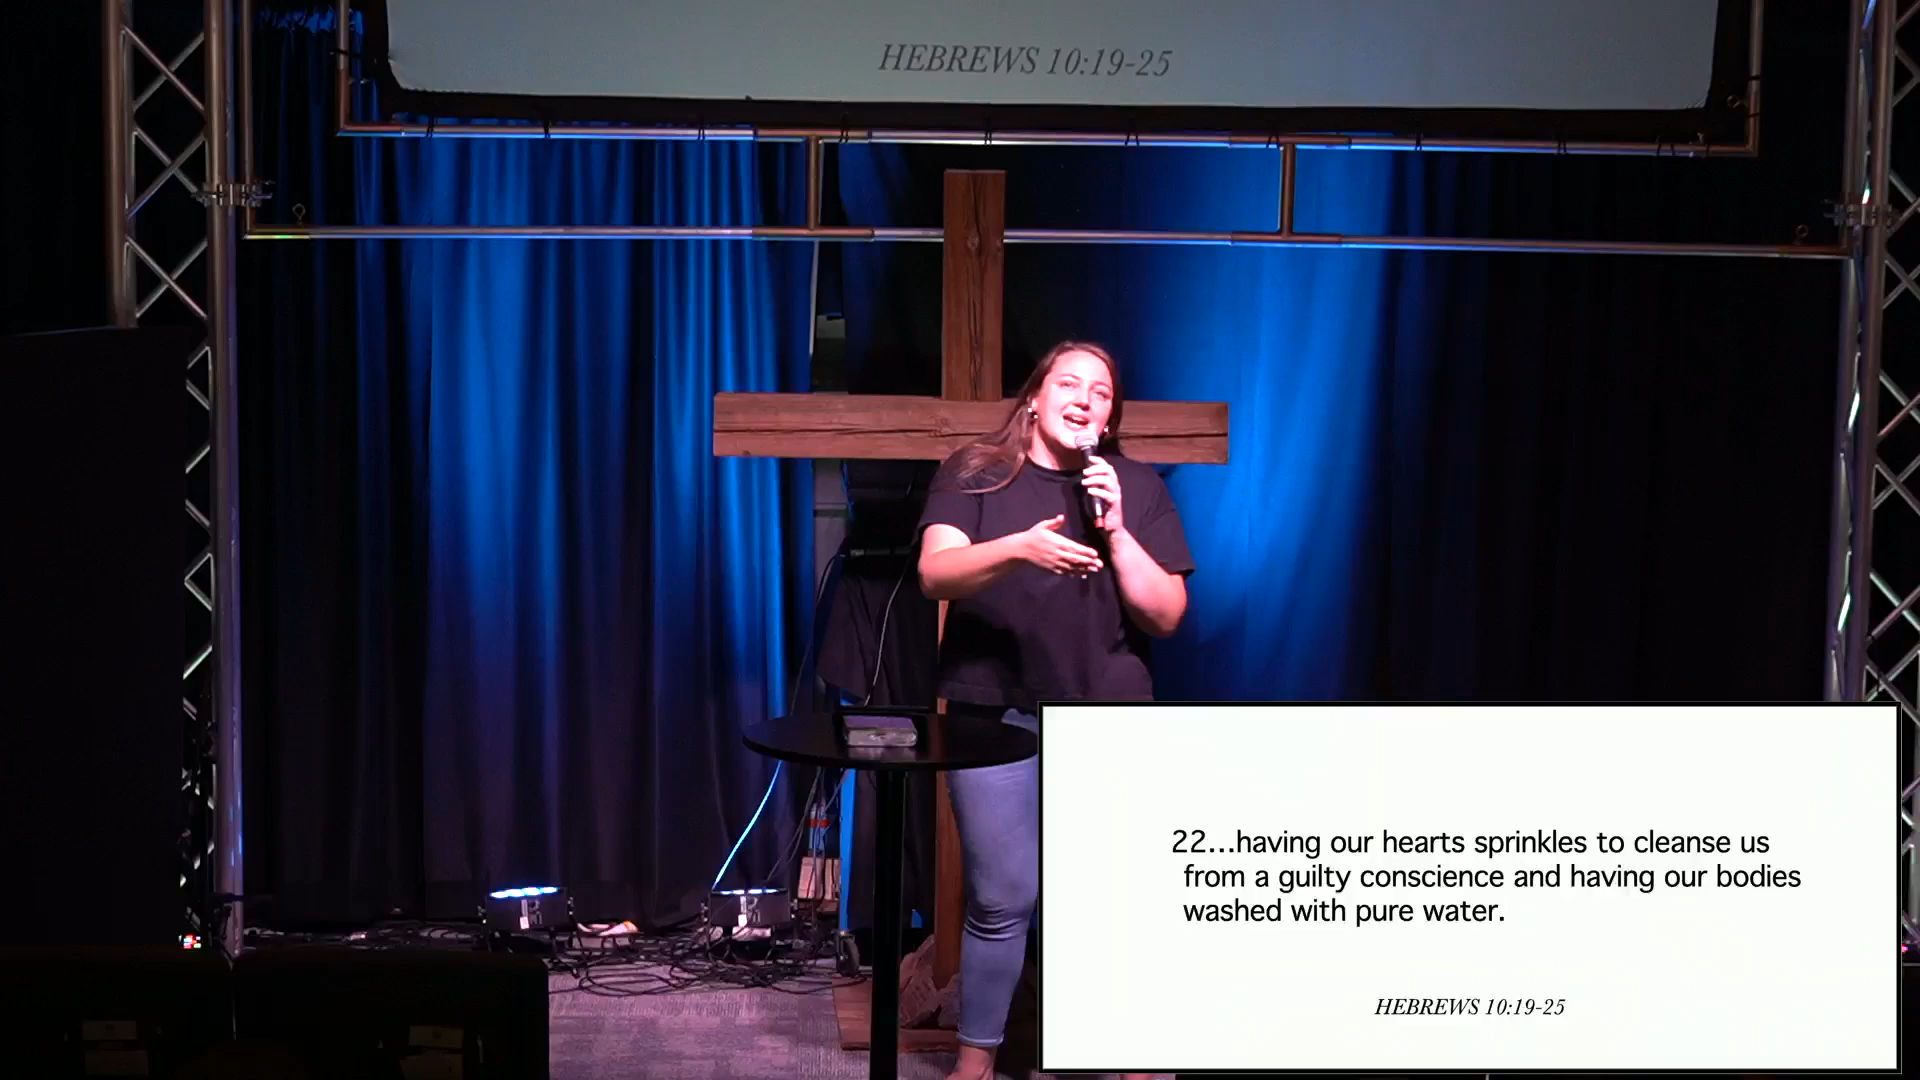 HEBREWS 10:19-25
22...having our hearts sprinkles to cleanse us
from a guilty conscience and having our bodies
washed with pure water.
HEBREWS 10:19-25